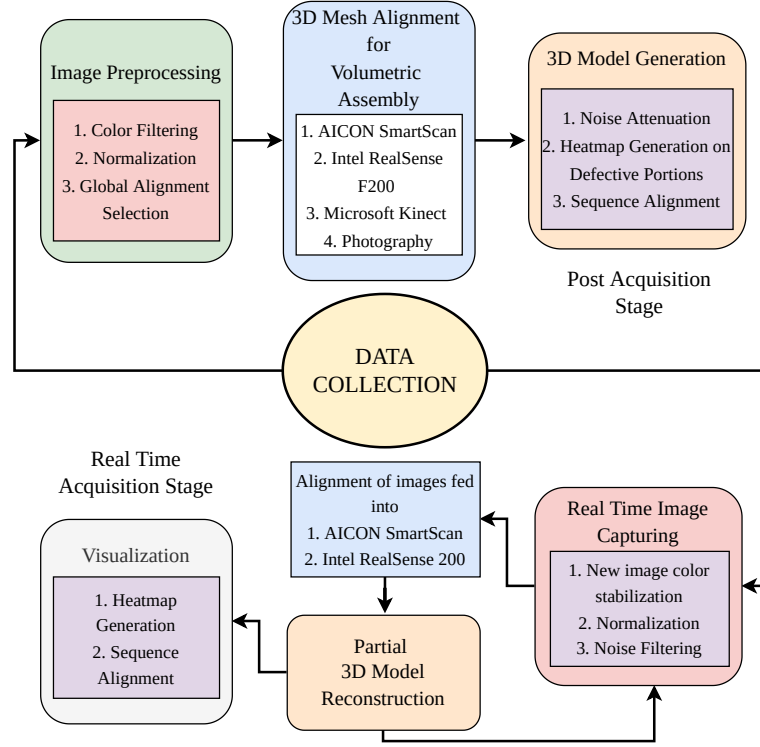 Image Preprocessing
1. Color Filtering
2. Normalization
3. Global Alignment
Selection
3D Mesh Alignment
for
Volumetric
Assembly
1. AICON SmartScan
2. Intel RealSense
F200
3. Microsoft Kinect
4. Photography
3D Model Generation
1. Noise Attenuation
2. Heatmap Generation on
Defective Portions
3. Sequence Alignment
Post Acquisition
Stage
DATA
COLLECTION
Real Time
Acquisition Stage
Alignment of images fed
into
1. AICON SmartScan
2. Intel RealSense 200
Real Time Image
Capturing
1. New image color
stabilization
2. Normalization
3. Noise Filtering
Visualization
1. Heatmap
Generation
2. Sequence
Alignment
Partial
3D Model
Reconstruction